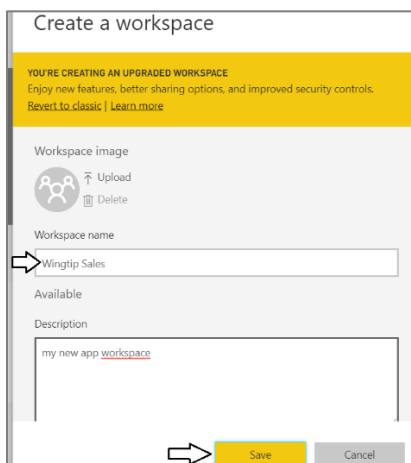 Create a workspace
YOU'RE CREATING AN UPGRADED WORKSPACE
Enjoy new features, better sharing options, and improved security controls.
Revert to classic | Learn more
Workspace image
Upload
Delete
Workspace name
Wingtip Sales
Available
Description
my new app workspace
Save Cancel